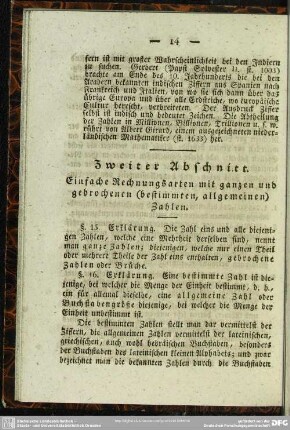 — 14 —
sern ist mit großer Wahrscheinlichkeit bei den Indiern
zu suchen. Gerbert (Papst Sylvester II. st. 1003)
brachte am Ende des 10. Jahrhunderts die bei den
Arabern bekannten indischen Ziffern aus Spanien nach
Frankreich und Italien, von wo sie sich dann über das
übrige Europa und über alle Erdstriche, wo europäische
Cultur herrscht, verbreiteten. Der Ausdruck Ziffer
selbst ist indisch und bedeutet Zeichen. Die Abtheilung
der Zahlen in Millionen, Billionen, Trillionen u. s. w.
rührt von Albert Girard, einem ausgezeichneten nieder-
ländischen Mathematiker (st. 1633) her.
Zweiter Abschnitt.
Einfache Rechnungsarten mit ganzen und
gebrochenen (bestimmten, allgemeinen)
Zahlen.
§. 15. Erklärung. Die Zahl eins und alle diejeni-
gen Zahlen, welche eine Mehrheit derselben sind, nennt
man ganze Zahlen; diejenigen, welche nur einen Theil
oder mehrere Theile der Zahl eins enthalten, gebrochene
Zahlen oder Brüche.
§. 16. Erklärung. Eine bestimmte Zahl ist die-
jenige, bei welcher die Menge der Einheit bestimmt, d. h.,
ein für allemal dieselbe, eine allgemeine Zahl oder
Buchstabengröße diejenige, bei welcher die Menge der
Einheit unbestimmt ist.
Die bestimmten Zahlen stellt man dar vermittelst der
Ziffern, die allgemeinen Zahlen vermittelst der lateinischen,
griechischen, auch wohl hebräischen Buchstaben, besonders
der Buchstaben des lateinischen kleinen Alphabets; und zwar
bezeichnet man die bekannten Zahlen durch die Buchstaben